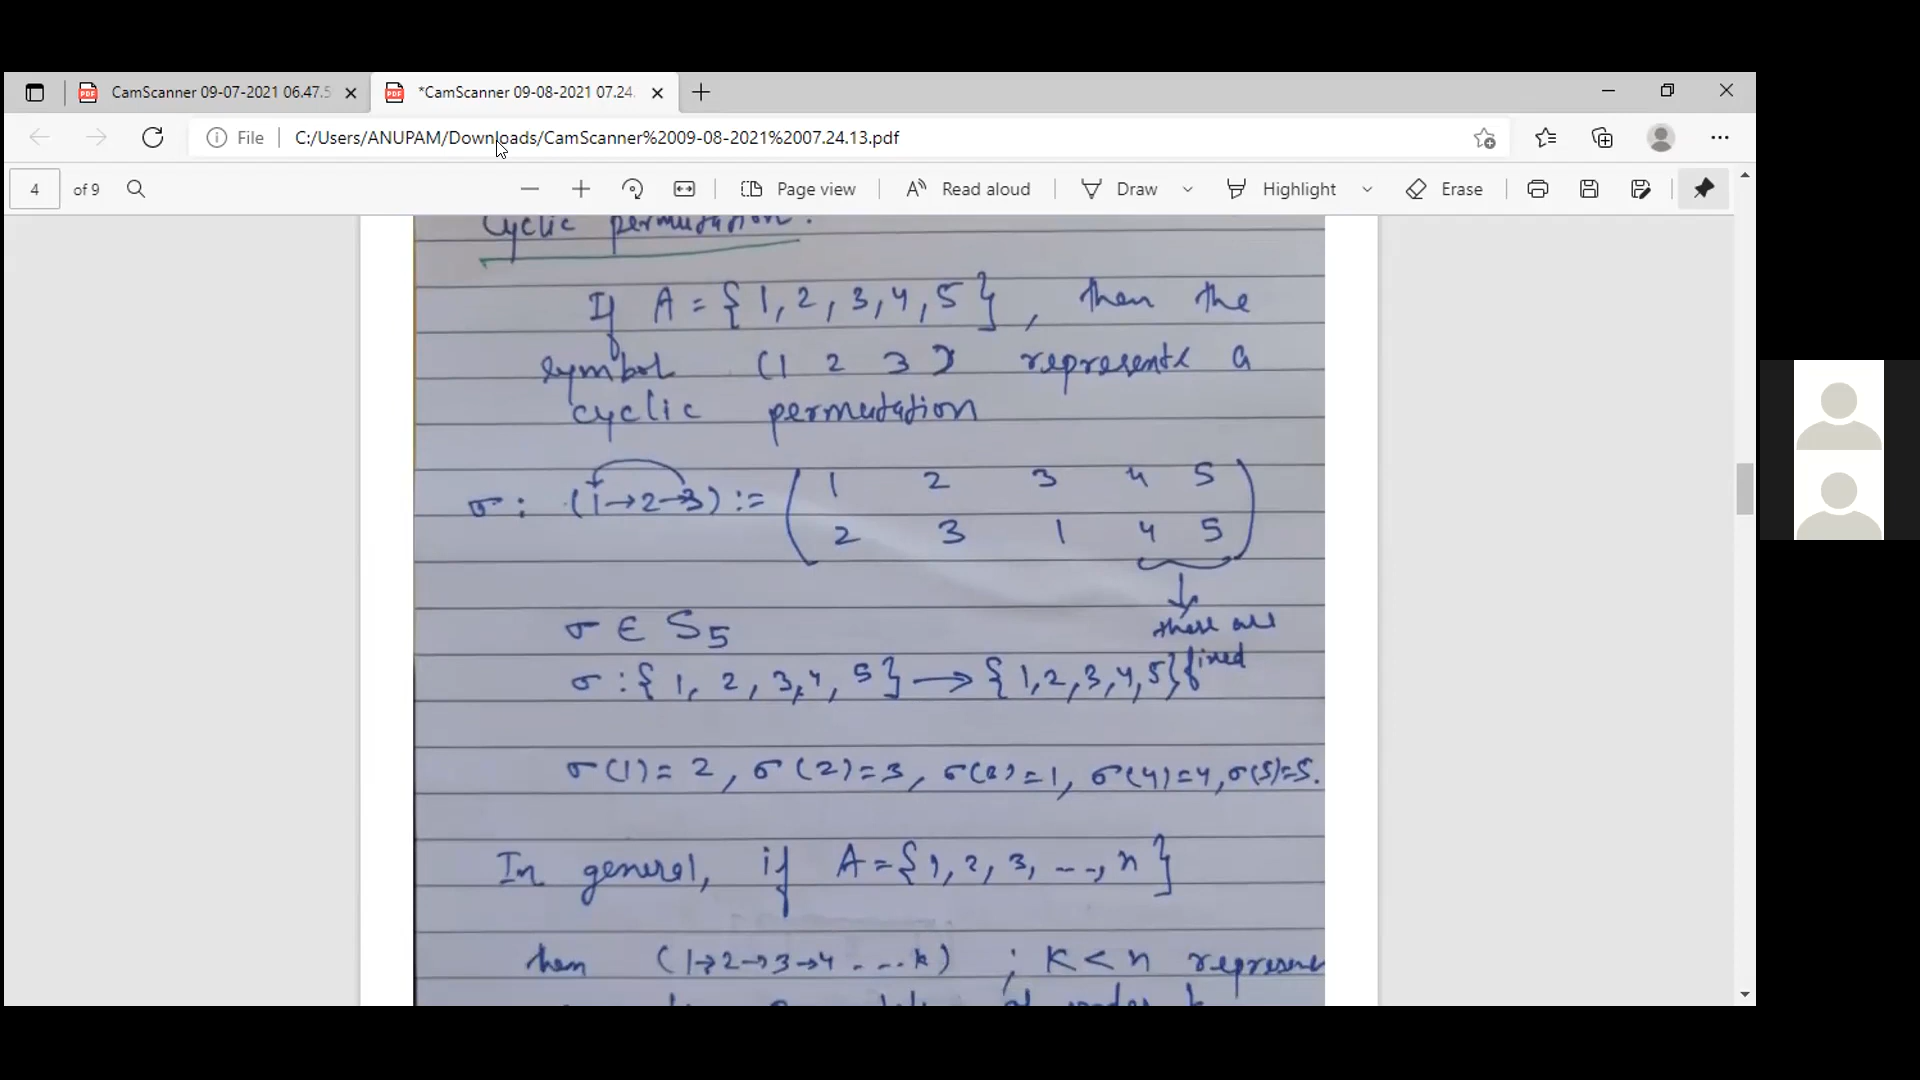 CamScanner 09-07-2021 06.47.5
*CamScanner 09-08-2021 07.24.
File
C:/Users/ANUPAM/Downloads/CamScanner%2009-08-2021%2007.24.13.pdf
4 of 9
Page view
Read aloud
Draw
Highlight
Erase
Cyclic permutation.
If A = {1, 2, 3, 4, 5}, then the
symbol (1 2 3) represents a
cyclic permutation
σ : (1→2→3) := ( 1 2 3 4 5
2 3 1 4 5 )
↓
these are
fixed
σ ∈ S5
σ : {1, 2, 3, 4, 5} → {1,2,3,4,5}
σ(1) = 2, σ(2) = 3, σ(3) = 1, σ(4) = 4, σ(5) = 5.
In general, if A = {1, 2, 3, ---, n}
then (1→2→3→4 ....k) ; K < n represen